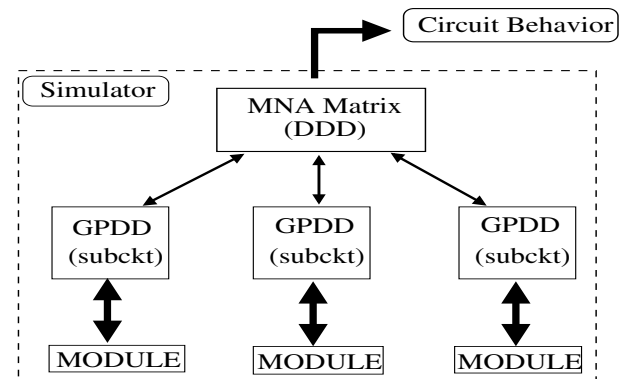 Circuit Behavior
Simulator
MNA Matrix
(DDD)
GPDD
(subckt)
GPDD
(subckt)
GPDD
(subckt)
MODULE
MODULE
MODULE